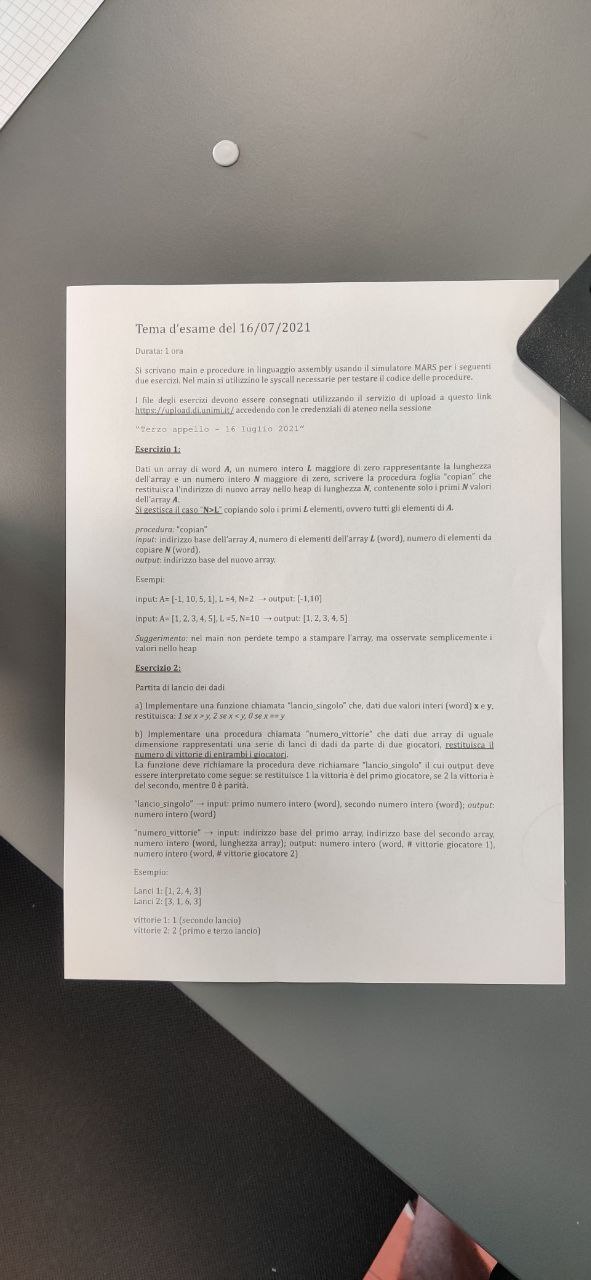 Tema d'esame del 16/07/2021
Durata: 1 ora
Si scrivano main e procedure in linguaggio assembly usando il simulatore MARS per i seguenti
due esercizi. Nel main si utilizzino le syscall necessarie per testare il codice delle procedure.
I file degli esercizi devono essere consegnati utilizzando il servizio di upload a questo link
https://upload.di.unimi.it/ accedendo con le credenziali di ateneo nella sessione
"Terzo appello - 16 luglio 2021"
Esercizio 1:
Dati un array di word A, un numero intero L maggiore di zero rappresentante la lunghezza
dell'array e un numero intero N maggiore di zero, scrivere la procedura foglia "copian" che
restituisca l'indirizzo di nuovo array nello heap di lunghezza N, contenente solo i primi N valori
dell'array A.
Si gestisca il caso "N>L" copiando solo i primi L elementi, ovvero tutti gli elementi di A.
procedura: "copian"
input: indirizzo base dell'array A, numero di elementi dell'array L (word), numero di elementi da
copiare N (word).
output: indirizzo base del nuovo array.
Esempi:
input: A= [-1, 10, 5, 1], L =4, N=2 → output: [-1,10]
input: A= [1, 2, 3, 4, 5], L =5, N=10 → output: [1, 2, 3, 4, 5]
Suggerimento: nel main non perdete tempo a stampare l'array, ma osservate semplicemente i
valori nello heap
Esercizio 2:
Partita di lancio dei dadi
a) Implementare una funzione chiamata "lancio_singolo" che, dati due valori interi (word) x e y,
restituisca: 1 se x > y, 2 se x < y, 0 se x == y
b) Implementare una procedura chiamata "numero_vittorie" che dati due array di uguale
dimensione rappresentati una serie di lanci di dadi da parte di due giocatori, restituisca il
numero di vittorie di entrambi i giocatori.
La funzione deve richiamare la procedura deve richiamare "lancio_singolo" il cui output deve
essere interpretato come segue: se restituisce 1 la vittoria è del primo giocatore, se 2 la vittoria è
del secondo, mentre 0 è parità.
"lancio_singolo" → input: primo numero intero (word), secondo numero intero (word); output:
numero intero (word)
"numero_vittorie" → input: indirizzo base del primo array, indirizzo base del secondo array,
numero intero (word, lunghezza array); output: numero intero (word, # vittorie giocatore 1),
numero intero (word, # vittorie giocatore 2)
Esempio:
Lanci 1: [1, 2, 4, 3]
Lanci 2: [3, 1, 6, 3]
vittorie 1: 1 (secondo lancio)
vittorie 2: 2 (primo e terzo lancio)